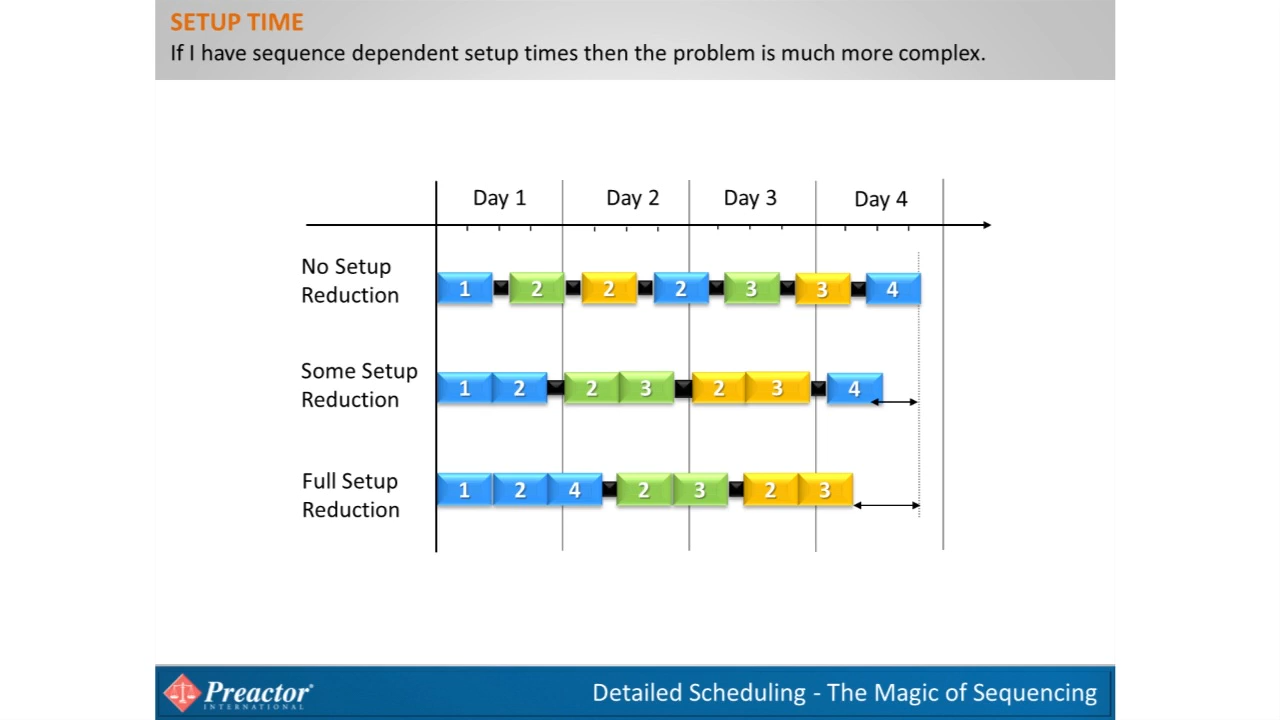 SETUP TIME
If I have sequence dependent setup times then the problem is much more complex.
Day 1 Day 2 Day 3 Day 4
No Setup
Reduction
1 2 2 2 3 3 4
Some Setup
Reduction
1 2 2 3 2 3 4
Full Setup
Reduction
1 2 4 2 3 2 3
Preactor®
INTERNATIONAL
Detailed Scheduling - The Magic of Sequencing